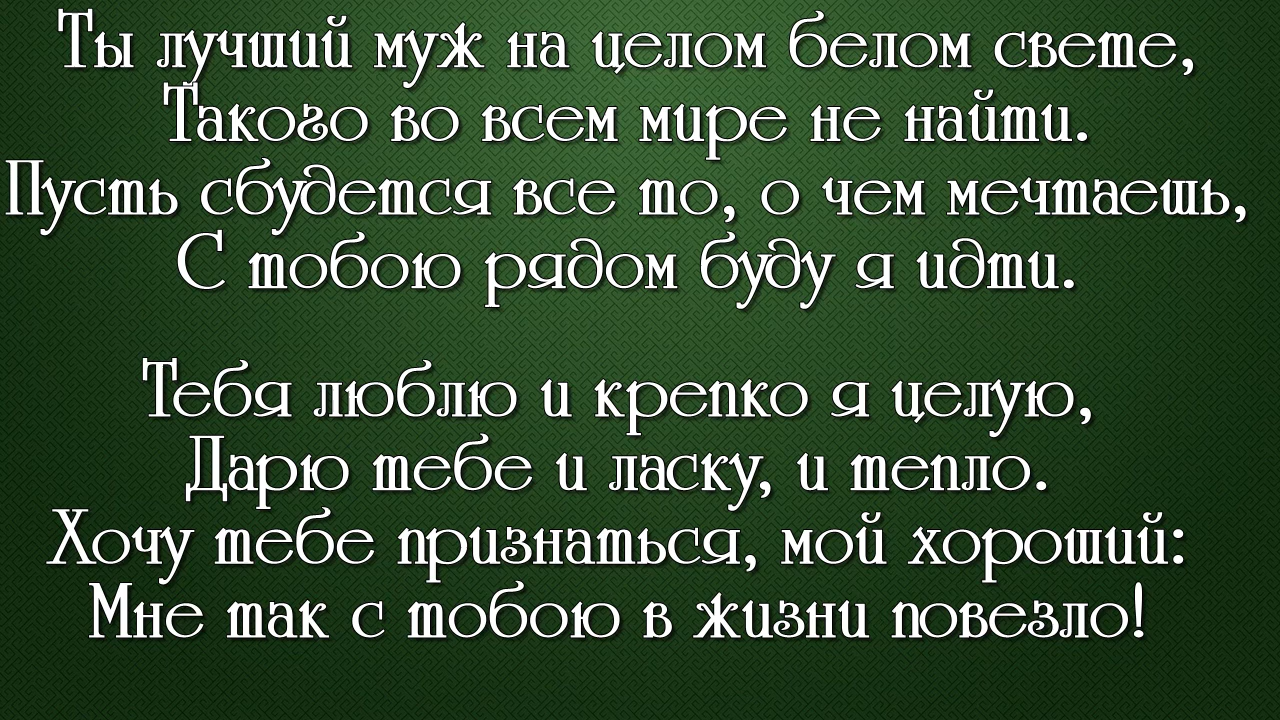 Ты лучший муж на целом белом свете,
Такого во всем мире не найти.
Пусть сбудется все то, о чем мечтаешь,
С тобою рядом буду я идти.
Тебя люблю и крепко я целую,
Дарю тебе и ласку, и тепло.
Хочу тебе признаться, мой хороший:
Мне так с тобою в жизни повезло!